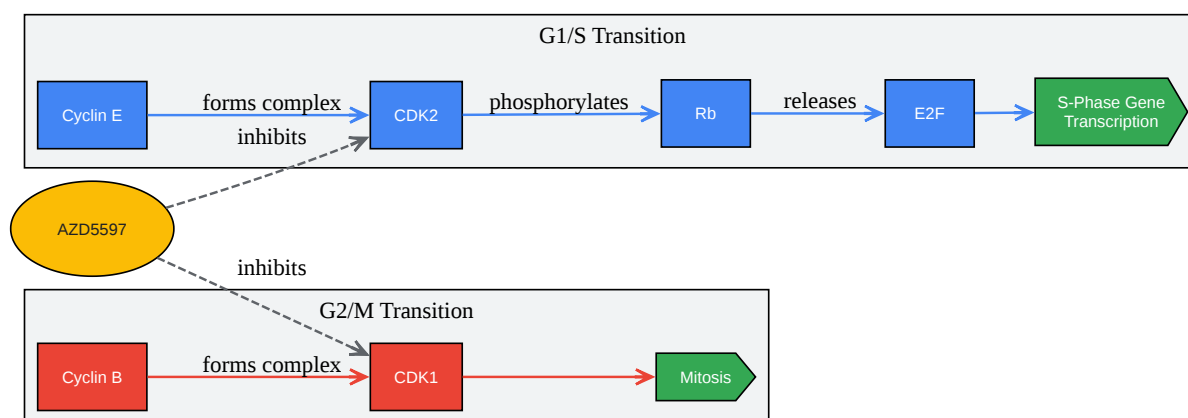 G1/S Transition
Cyclin E
forms complex
CDK2
phosphorylates
Rb
releases
E2F
S-Phase Gene
Transcription
inhibits
AZD5597
inhibits
G2/M Transition
Cyclin B
forms complex
CDK1
Mitosis